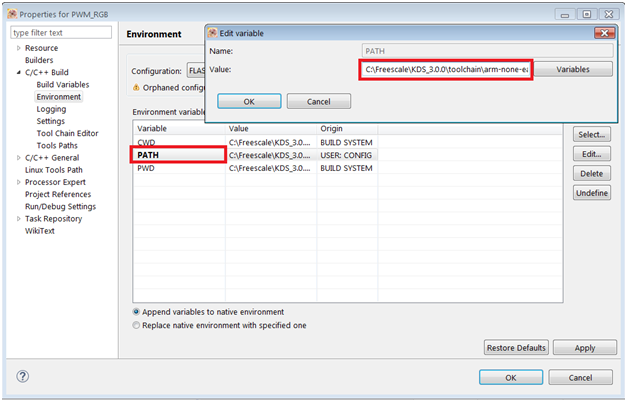 Properties for PWM_RGB
type filter text
Resource
Builders
C/C++ Build
Build Variables
Environment
Logging
Settings
Tool Chain Editor
Tools Paths
C/C++ General
Linux Tools Path
Processor Expert
Project References
Run/Debug Settings
Task Repository
WikiText
Environment
Configuration: FLAS
Orphaned configu
Environment variable
Variable Value Origin
CWD C:\Freescale\KDS_3.0.... BUILD SYSTEM
PATH C:\Freescale\KDS_3.0.... USER: CONFIG
PWD C:\Freescale\KDS_3.0.... BUILD SYSTEM
Select...
Edit...
Delete
Undefine
Append variables to native environment
Replace native environment with specified one
Restore Defaults Apply
OK Cancel
Edit variable
Name: PATH
Value: C:\Freescale\KDS_3.0.0\toolchain\arm-none-ea Variables
OK Cancel